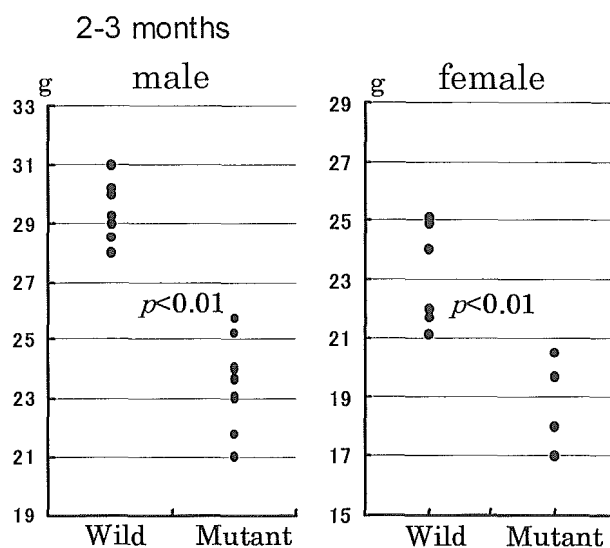 2-3 months
male
g
33
31
29
27
25
23
21
19
p<0.01
Wild Mutant
female
g
29
27
25
23
21
19
17
15
p<0.01
Wild Mutant